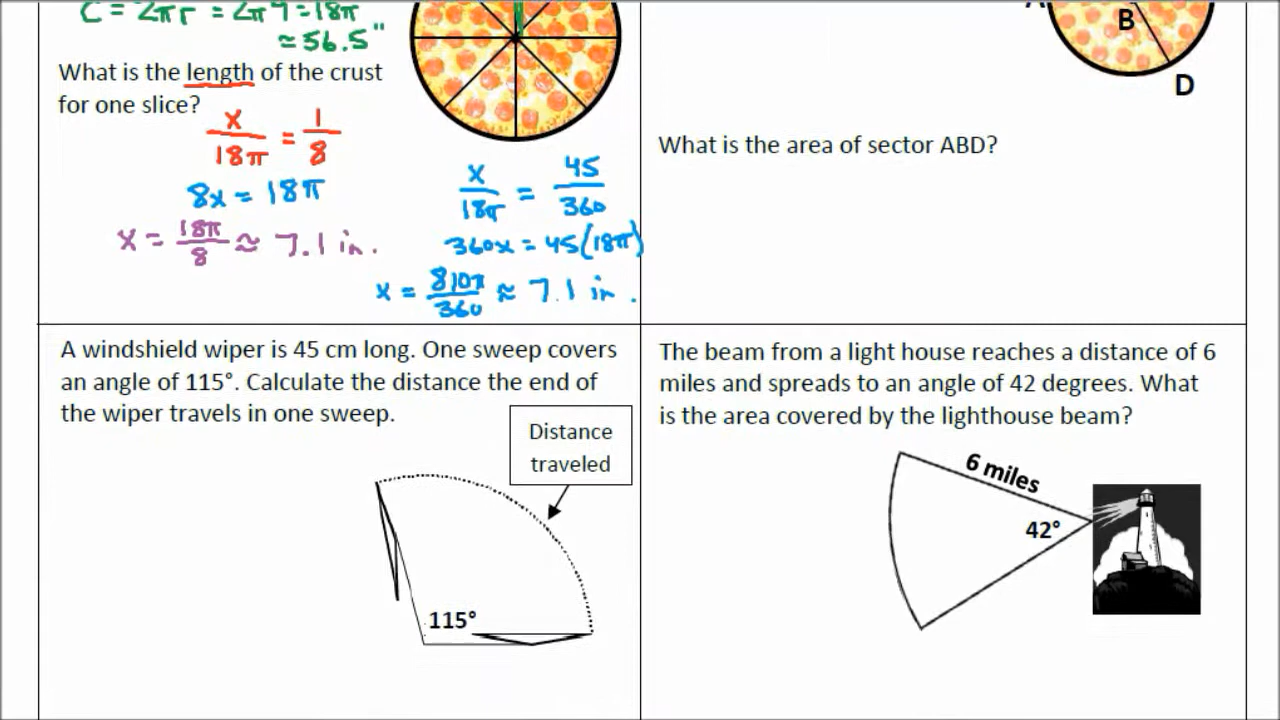 C = 2πr = 2π9 = 18π
≈ 56.5"
What is the length of the crust
for one slice?
x/18π = 1/8
8x = 18π
x = 18π/8 ≈ 7.1 in.
x/18π = 45/360
360x = 45(18π)
x = 810π/360 ≈ 7.1 in.
B
D
What is the area of sector ABD?
A windshield wiper is 45 cm long. One sweep covers
an angle of 115°. Calculate the distance the end of
the wiper travels in one sweep.
Distance
traveled
115°
The beam from a light house reaches a distance of 6
miles and spreads to an angle of 42 degrees. What
is the area covered by the lighthouse beam?
6 miles
42°